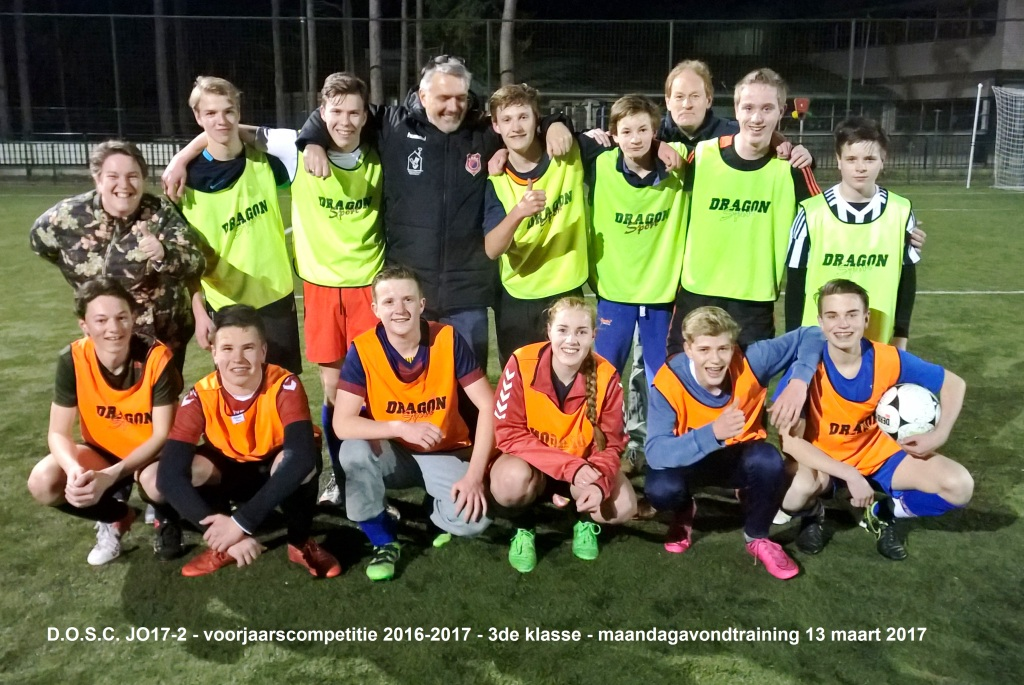 DRAGON
Sport
DRAGON
Sport
DRAGON
DRAGON
Sport
DRAGON
Sport
DRAGON
DRAGON
DRAGON
DRAGON
D.O.S.C. JO17-2 - voorjaarscompetitie 2016-2017 - 3de klasse - maandagavondtraining 13 maart 2017